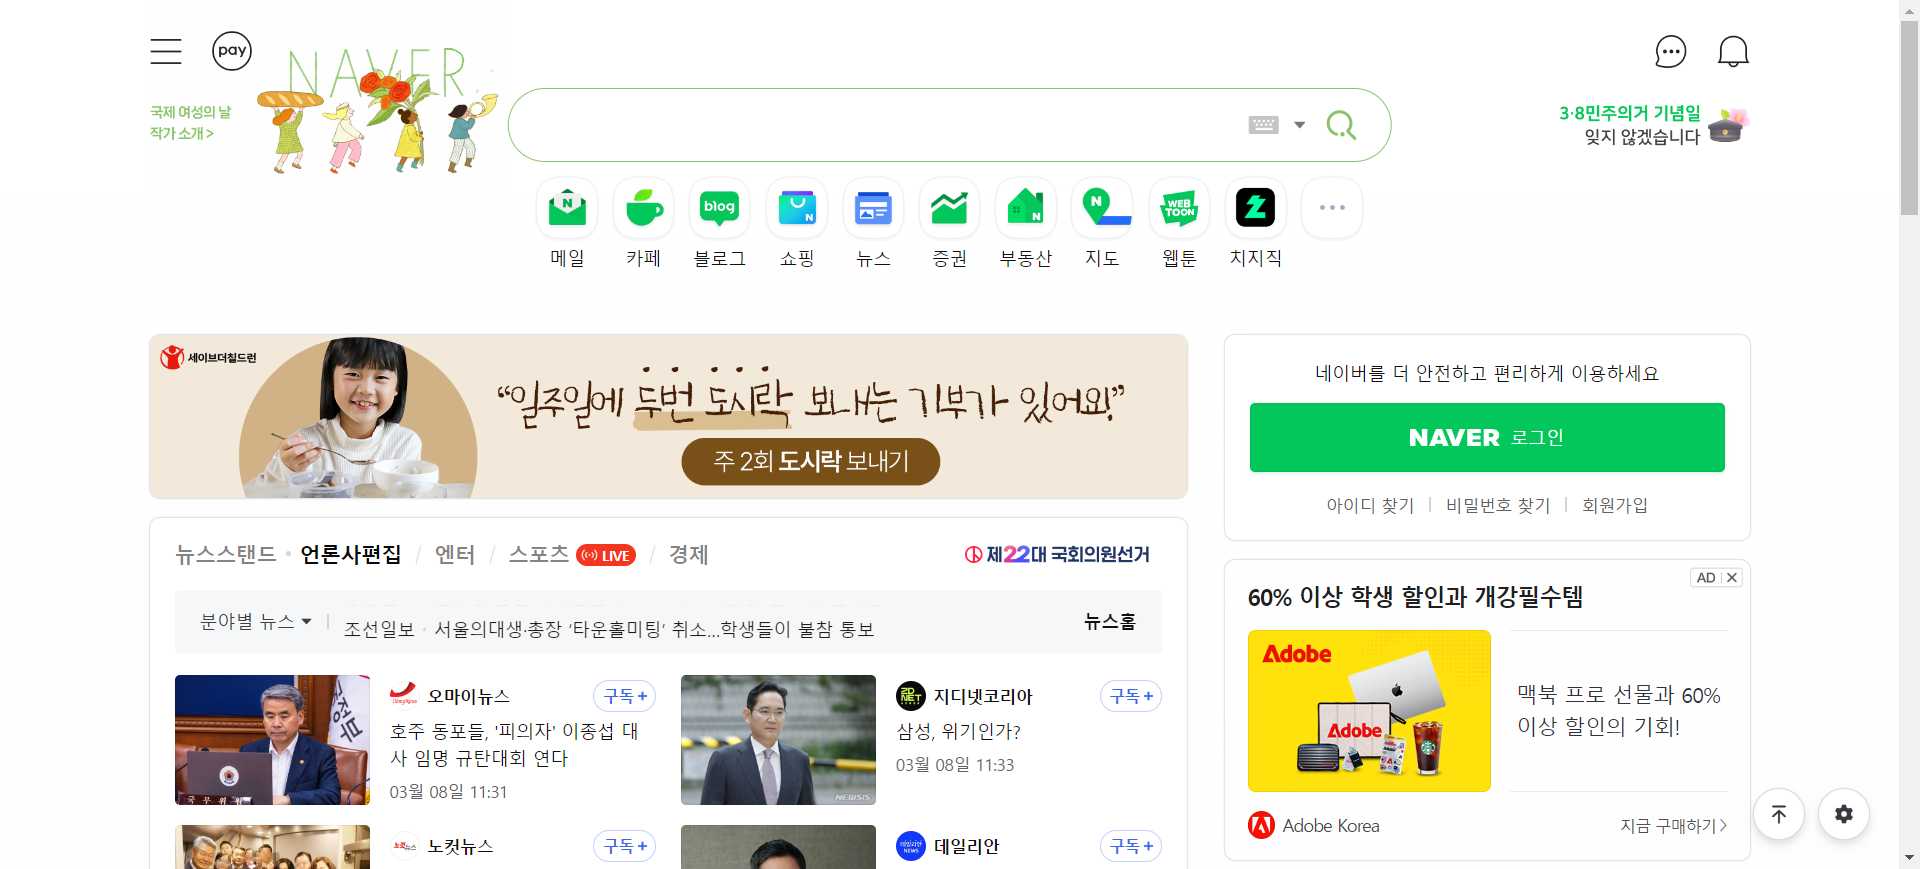 pay
NAVER
국제 여성의 날
작가 소개 >
3·8민주의거 기념일
잊지 않겠습니다
N
blog
N
N
N
WEB
TOON
메일
카페
블로그
쇼핑
뉴스
증권
부동산
지도
웹툰
치지직
세이브더칠드런
“일주일에 두번 도시락 보내는 기부가 있어요!”
주 2회 도시락 보내기
네이버를 더 안전하고 편리하게 이용하세요
NAVER 로그인
아이디 찾기
비밀번호 찾기
회원가입
뉴스스탠드 · 언론사편집 / 엔터 / 스포츠 LIVE / 경제
제22대 국회의원선거
분야별 뉴스
조선일보 · 서울의대생·총장 ‘타운홀미팅’ 취소...학생들이 불참 통보
뉴스홈
오마이뉴스
구독 +
호주 동포들, '피의자' 이종섭 대
사 임명 규탄대회 연다
03월 08일 11:31
국무위
NEWSIS
ZD
NET
지디넷코리아
구독 +
삼성, 위기인가?
03월 08일 11:33
노컷뉴스
노컷뉴스
구독 +
데일리안
NEWS
데일리안
구독 +
AD
60% 이상 학생 할인과 개강필수템
Adobe
Adobe
맥북 프로 선물과 60%
이상 할인의 기회!
Adobe Korea
지금 구매하기 >